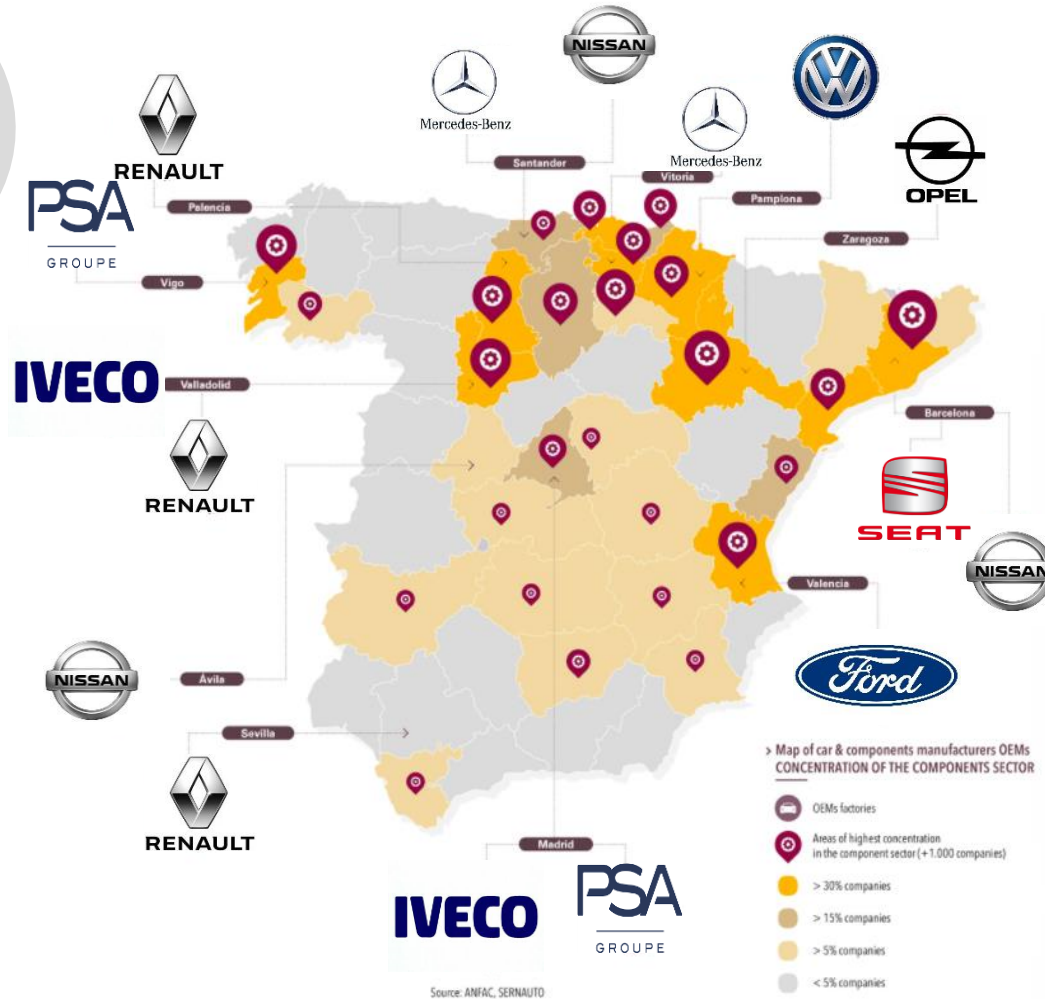 NISSAN
Mercedes-Benz
RENAULT
Mercedes-Benz
OPEL
Santander
Vitoria
Pamplona
PSA
GROUPE
Palencia
Zaragoza
Vigo
IVECO
Valladolid
RENAULT
Barcelona
SEAT
NISSAN
Valencia
Ford
NISSAN
Ávila
Sevilla
RENAULT
Madrid
IVECO
PSA
GROUPE
> Map of car & components manufacturers OEMs
CONCENTRATION OF THE COMPONENTS SECTOR
OEMs factories
Areas of highest concentration
in the component sector (+1.000 companies)
> 30% companies
> 15% companies
> 5% companies
< 5% companies
Source: ANFAC, SERNAUTO